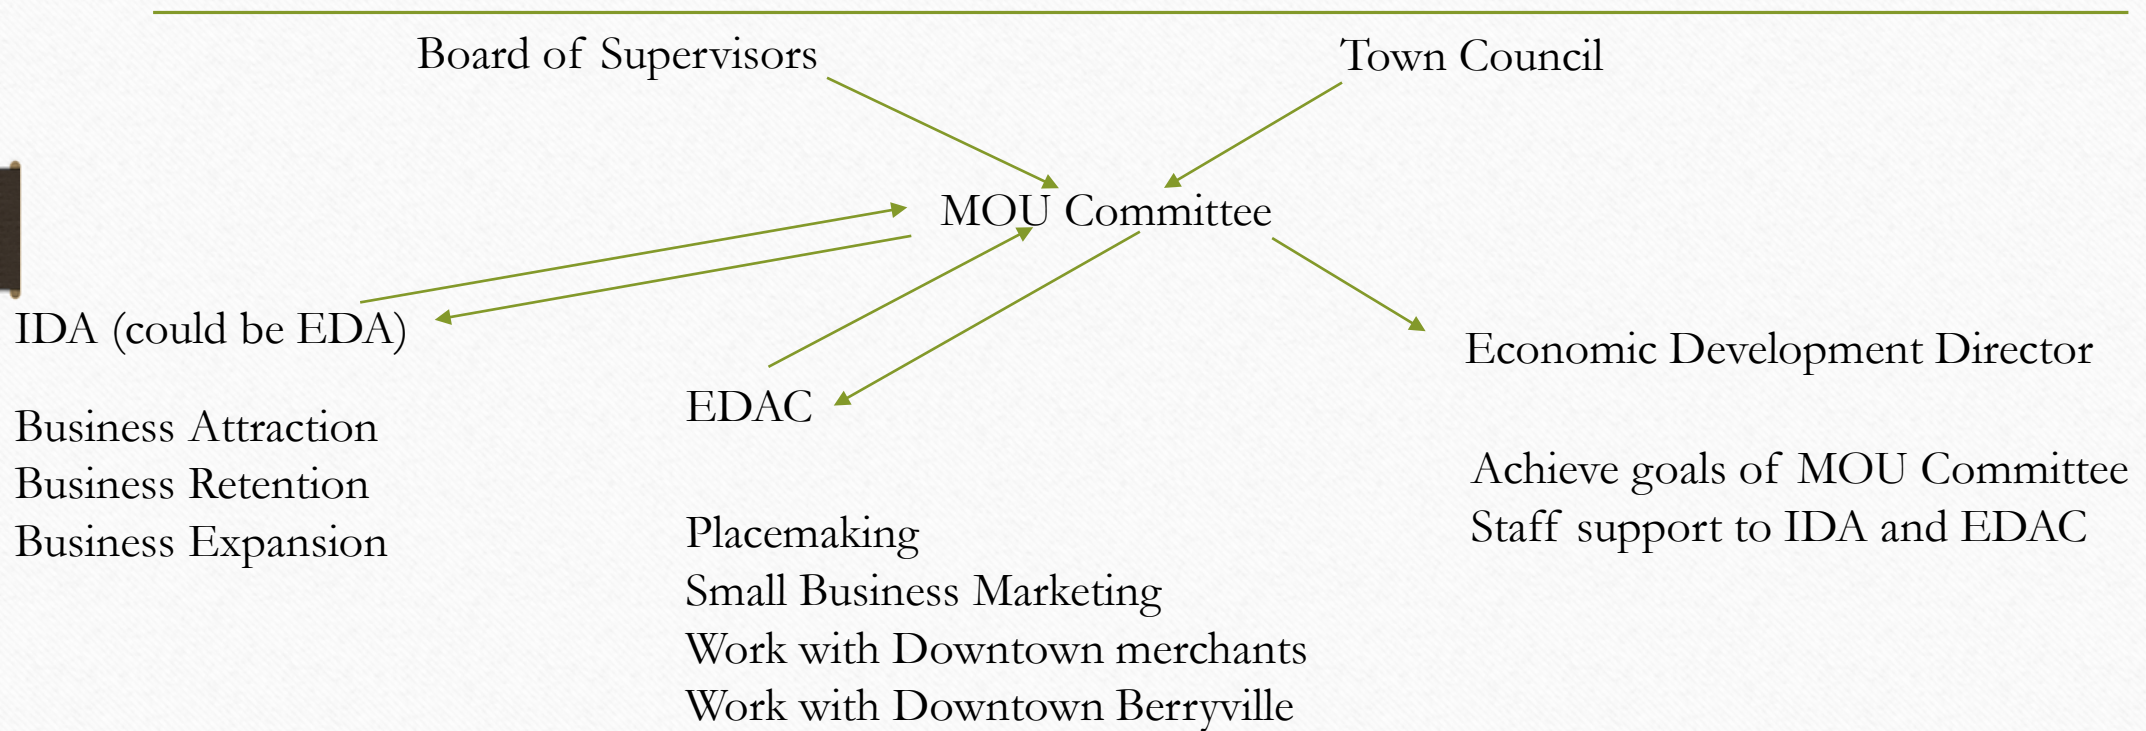 Board of Supervisors
Town Council
MOU Committee
IDA (could be EDA)
Business Attraction
Business Retention
Business Expansion
EDAC
Placemaking
Small Business Marketing
Work with Downtown merchants
Work with Downtown Berryville
Economic Development Director
Achieve goals of MOU Committee
Staff support to IDA and EDAC